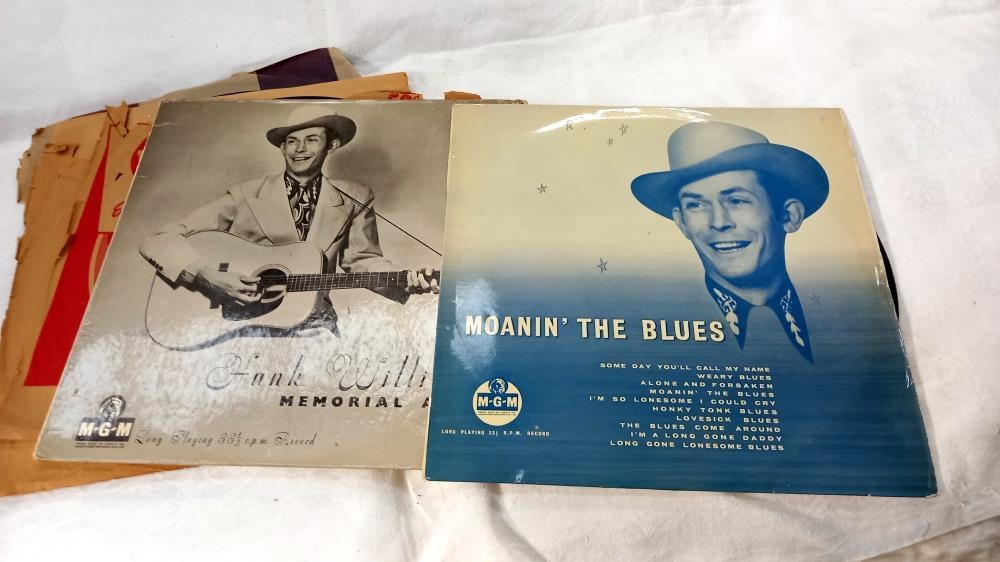 Hank Willi
MEMORIAL A
M-G-M
Long Playing 33⅓ r.p.m. Record
MOANIN' THE BLUES
SOME DAY YOU'LL CALL MY NAME
WEARY BLUES
ALONE AND FORSAKEN
MOANIN' THE BLUES
I'M SO LONESOME I COULD CRY
HONKY TONK BLUES
LOVESICK BLUES
THE BLUES COME AROUND
I'M A LONG GONE DADDY
LONG GONE LONESOME BLUES
M-G-M
LONG PLAYING 33⅓ R.P.M. RECORD